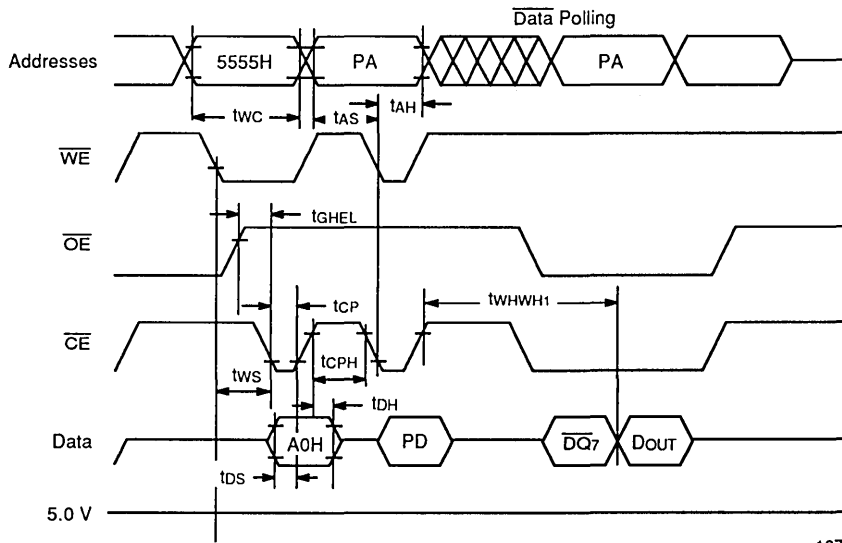 Data Polling
Addresses
5555H
PA
PA
tWC
tAS
tAH
WE
tGHEL
OE
tCP
tWHWH1
CE
tWS
tCPH
tDH
Data
A0H
PD
DQ7
DOUT
tDS
5.0 V